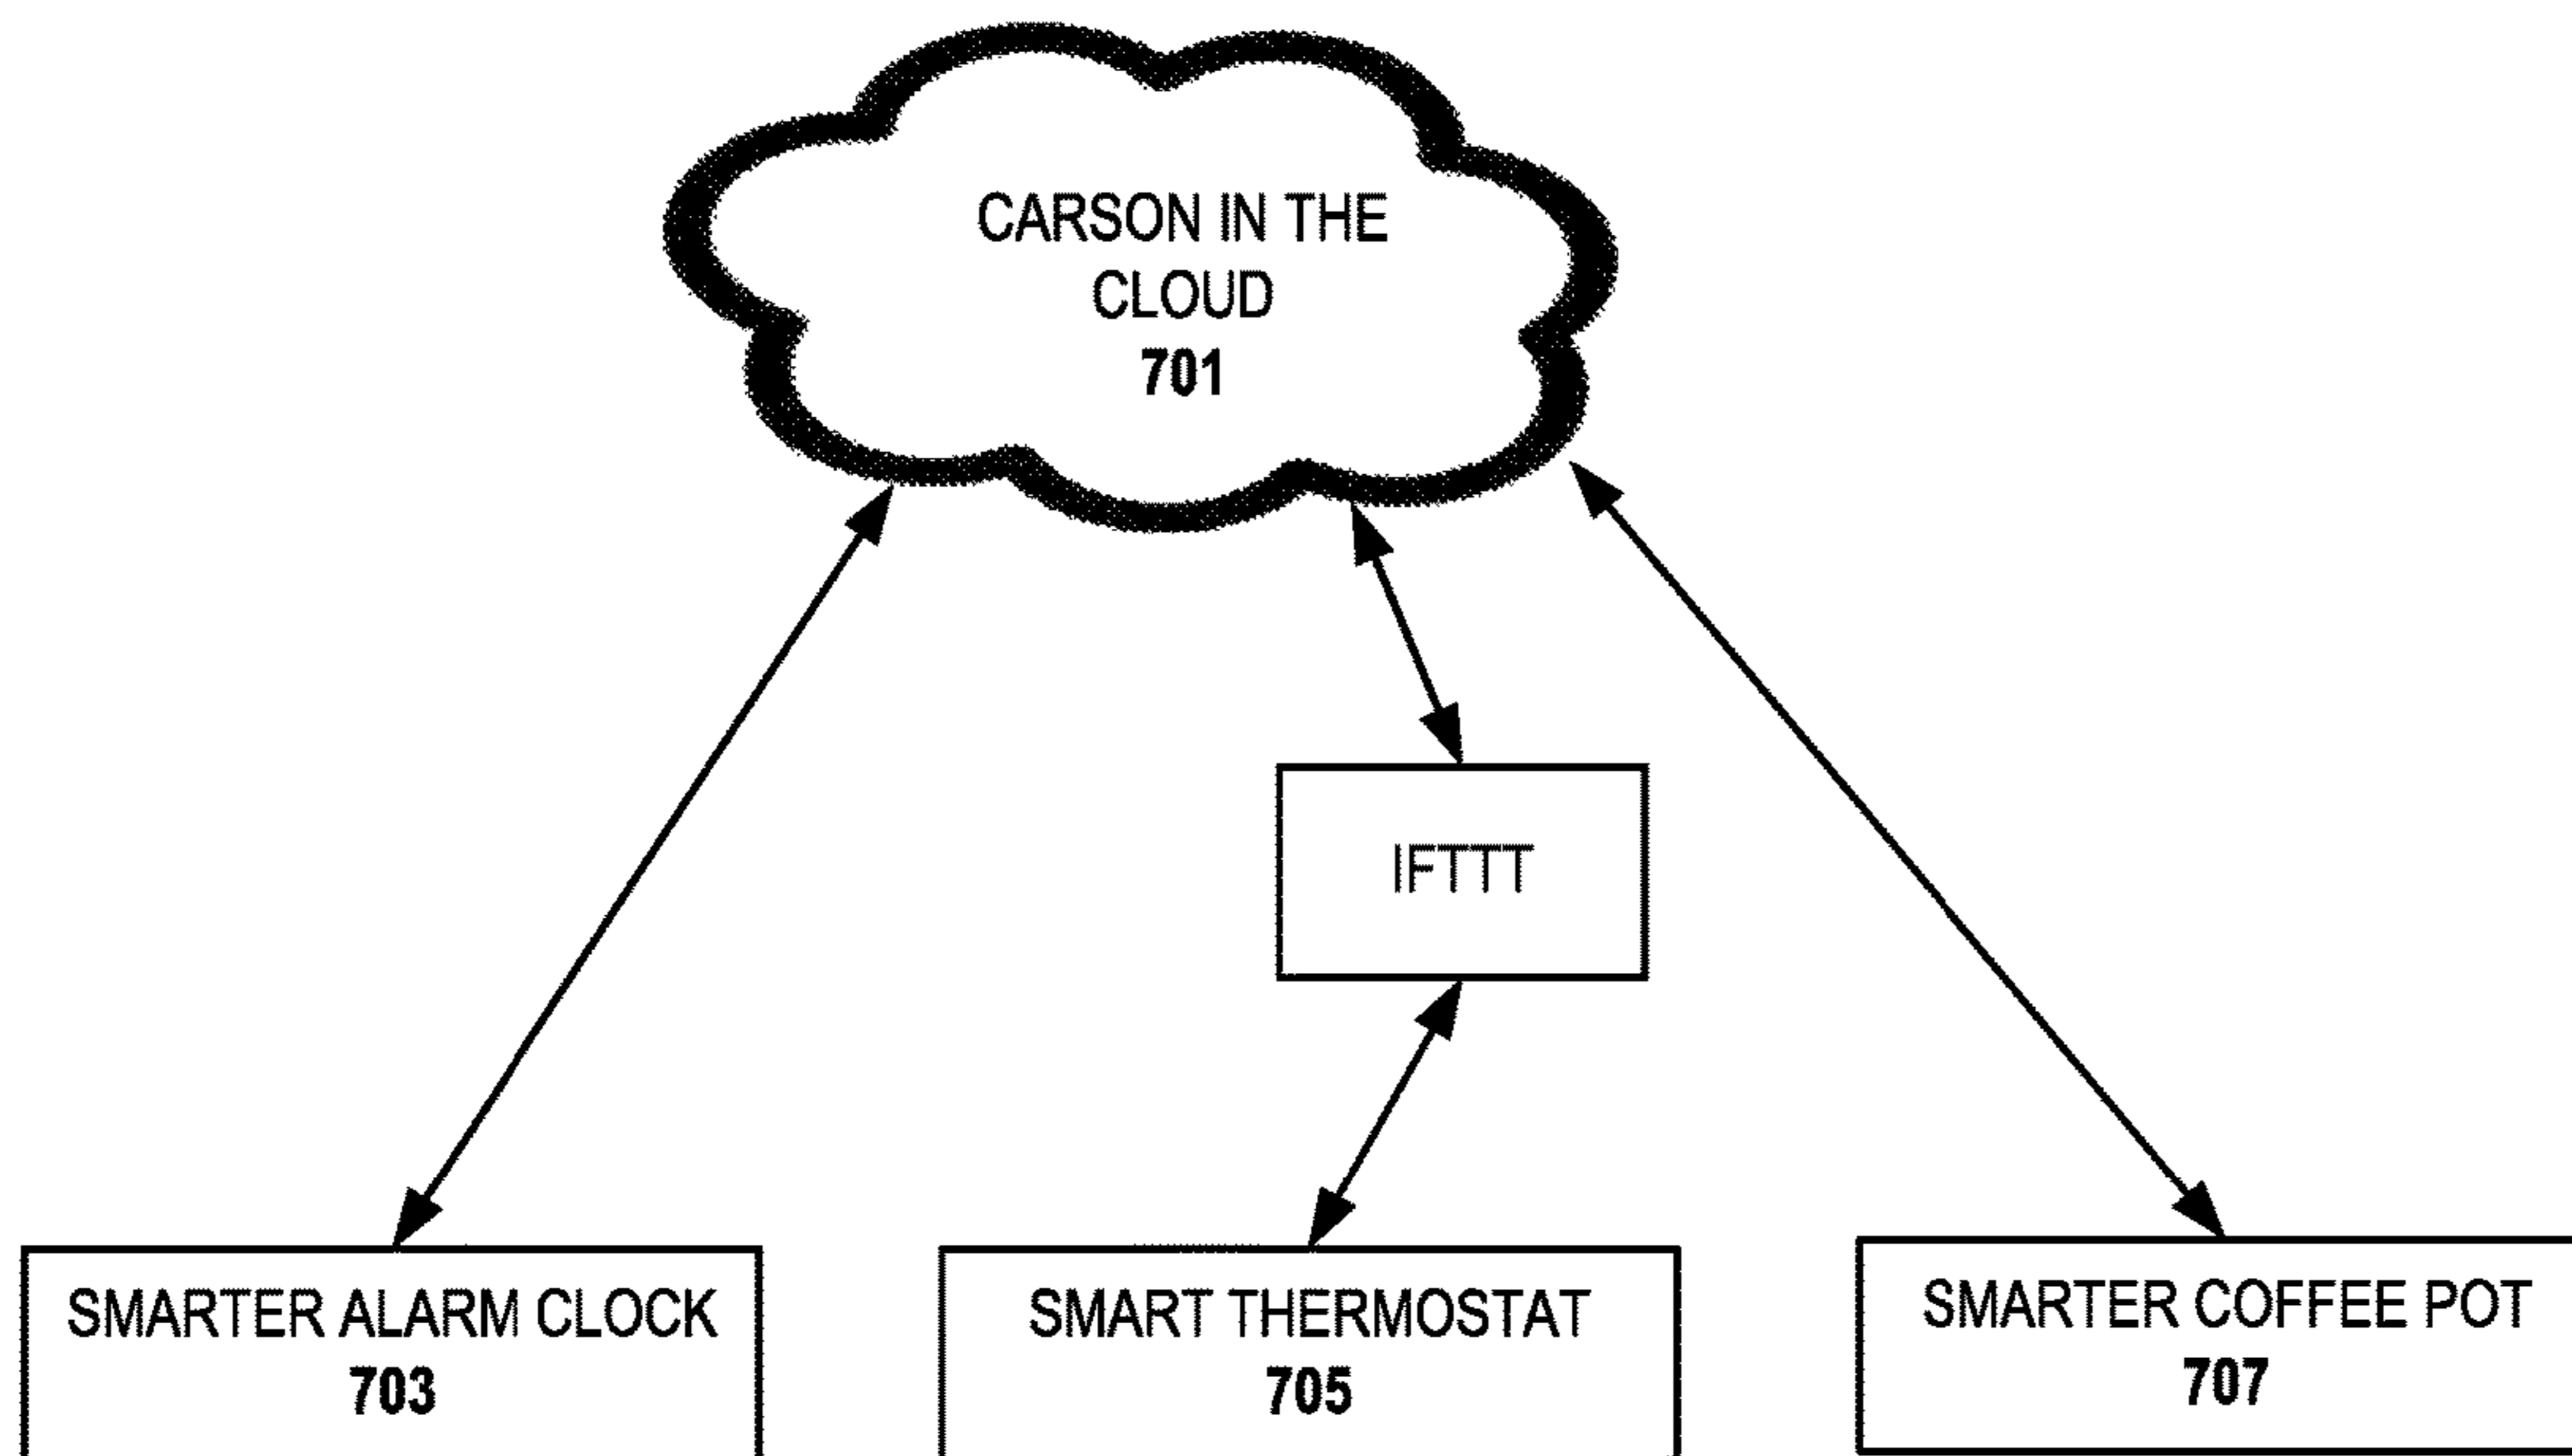 CARSON IN THE
CLOUD
701
IFTTT
SMARTER ALARM CLOCK
703
SMART THERMOSTAT
705
SMARTER COFFEE POT
707